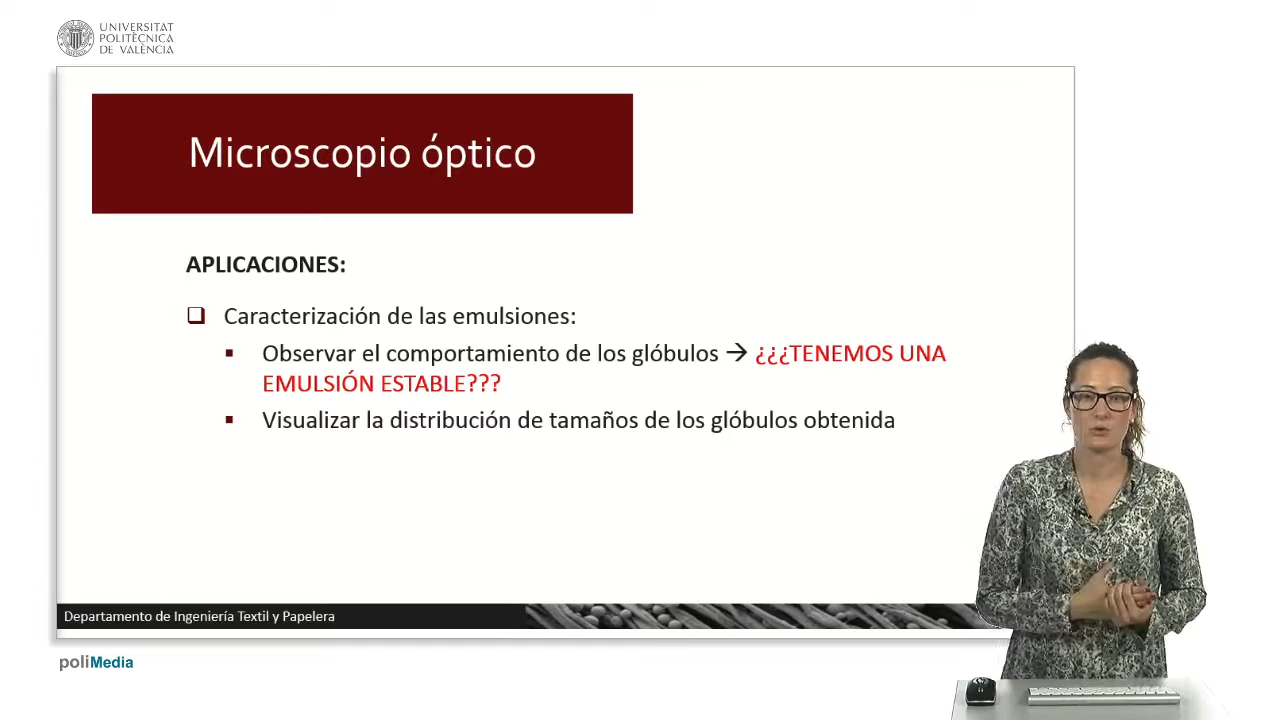 UNIVERSITAT
POLITÈCNICA
DE VALÈNCIA
Microscopio óptico
APLICACIONES:
Caracterización de las emulsiones:
Observar el comportamiento de los glóbulos → ¿¿¿TENEMOS UNA
EMULSIÓN ESTABLE???
Visualizar la distribución de tamaños de los glóbulos obtenida
Departamento de Ingeniería Textil y Papelera
poliMedia